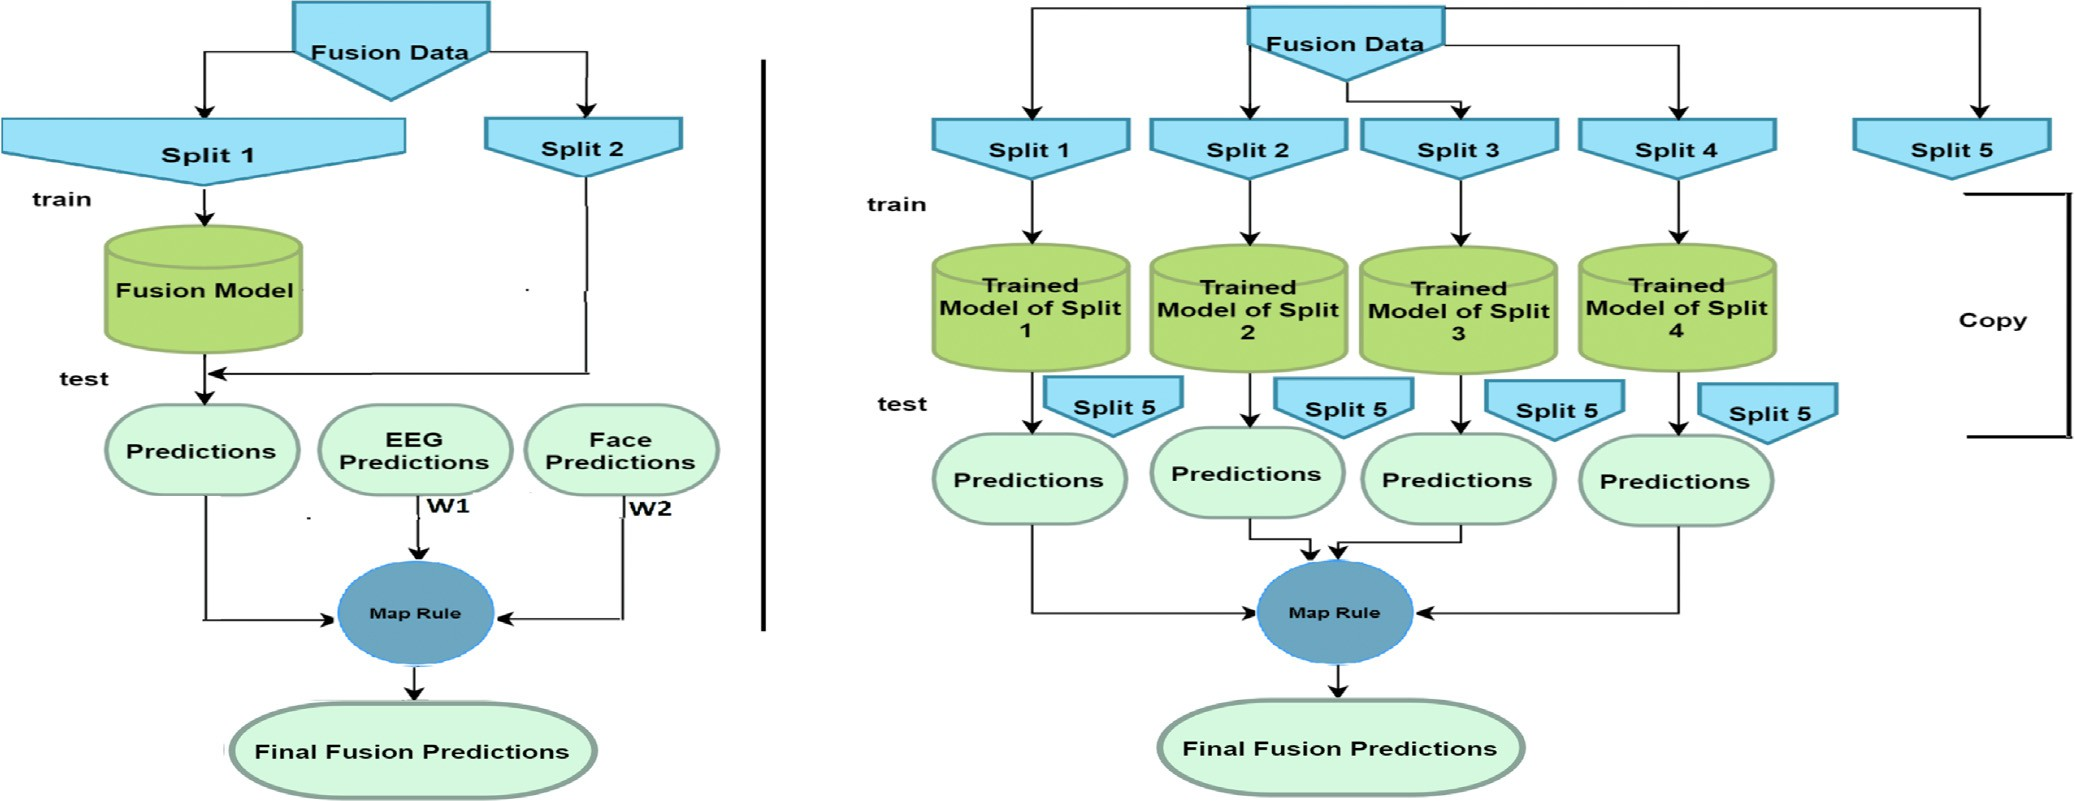 Fusion Data
Split 1
Split 2
train
Fusion Model
test
Predictions
EEG
Predictions
Face
Predictions
W1
W2
Map Rule
Final Fusion Predictions
Fusion Data
Split 1
Split 2
Split 3
Split 4
Split 5
train
Trained
Model of Split
1
Trained
Model of Split
2
Trained
Model of Split
3
Trained
Model of Split
4
Copy
test
Split 5
Split 5
Split 5
Split 5
Predictions
Predictions
Predictions
Predictions
Map Rule
Final Fusion Predictions